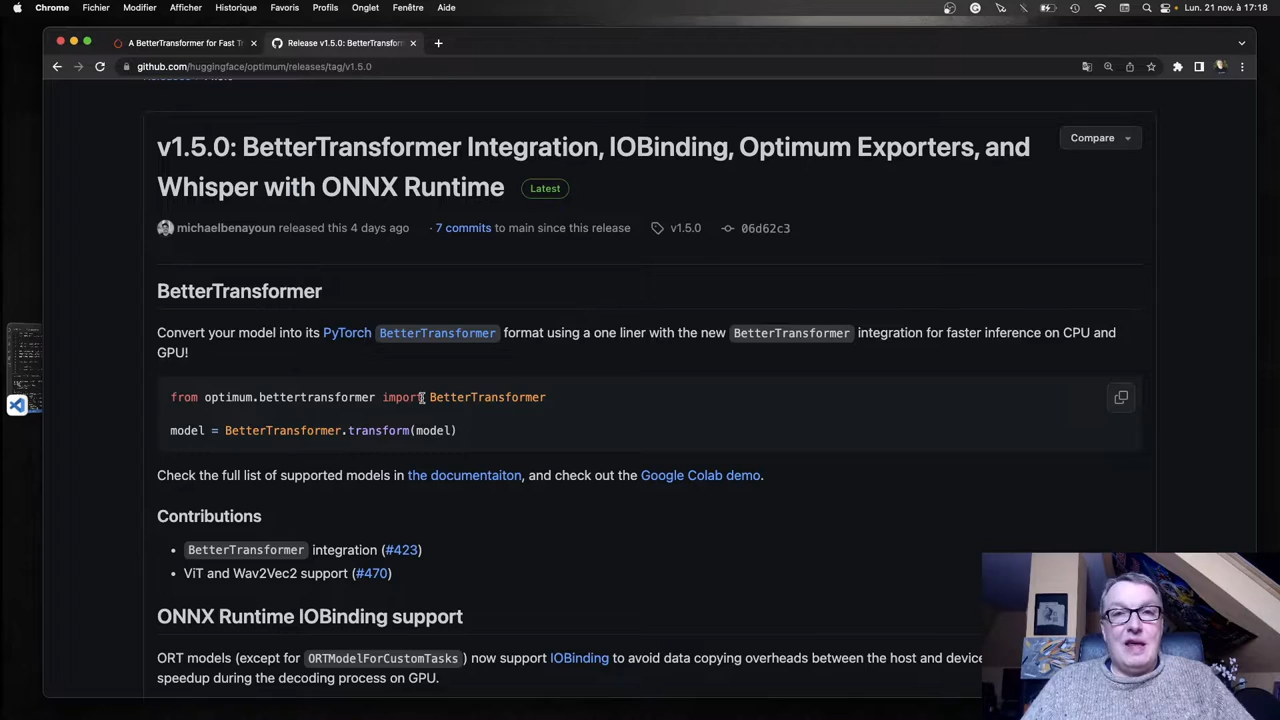 Chrome Fichier Modifier Afficher Historique Favoris Profils Onglet Fenêtre Aide Lun. 21 nov. à 17:18
A BetterTransformer for Fast T
Release v1.5.0: BetterTransform
github.com/huggingface/optimum/releases/tag/v1.5.0
v1.5.0: BetterTransformer Integration, IOBinding, Optimum Exporters, and
Whisper with ONNX Runtime Latest
Compare
michaelbenayoun released this 4 days ago · 7 commits to main since this release v1.5.0 06d62c3
BetterTransformer
Convert your model into its PyTorch BetterTransformer format using a one liner with the new BetterTransformer integration for faster inference on CPU and
GPU!
from optimum.bettertransformer import BetterTransformer
model = BetterTransformer.transform(model)
Check the full list of supported models in the documentaiton, and check out the Google Colab demo.
Contributions
• BetterTransformer integration (#423)
• ViT and Wav2Vec2 support (#470)
ONNX Runtime IOBinding support
ORT models (except for ORTModelForCustomTasks) now support IOBinding to avoid data copying overheads between the host and device
speedup during the decoding process on GPU.